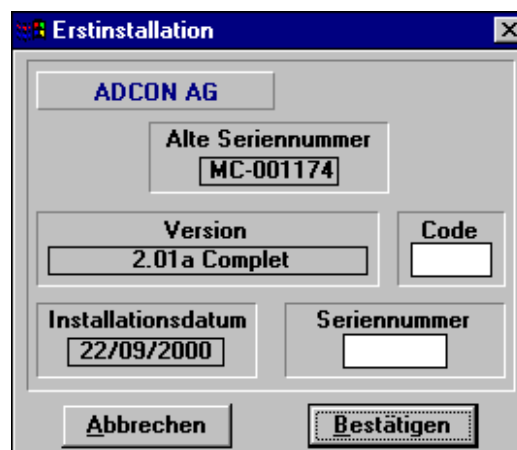 Erstinstallation
ADCON AG
Alte Seriennummer
MC-001174
Version
2.01a Complet
Code
Installationsdatum
22/09/2000
Seriennummer
Abbrechen
Bestätigen